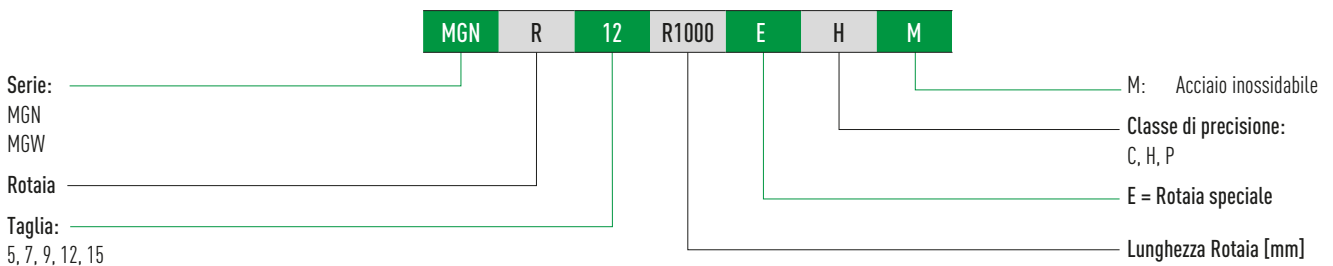 MGN R 12 R1000 E H M
Serie:
MGN
MGW
Rotaia
Taglia:
5, 7, 9, 12, 15
M: Acciaio inossidabile
Classe di precisione:
C, H, P
E = Rotaia speciale
Lunghezza Rotaia [mm]